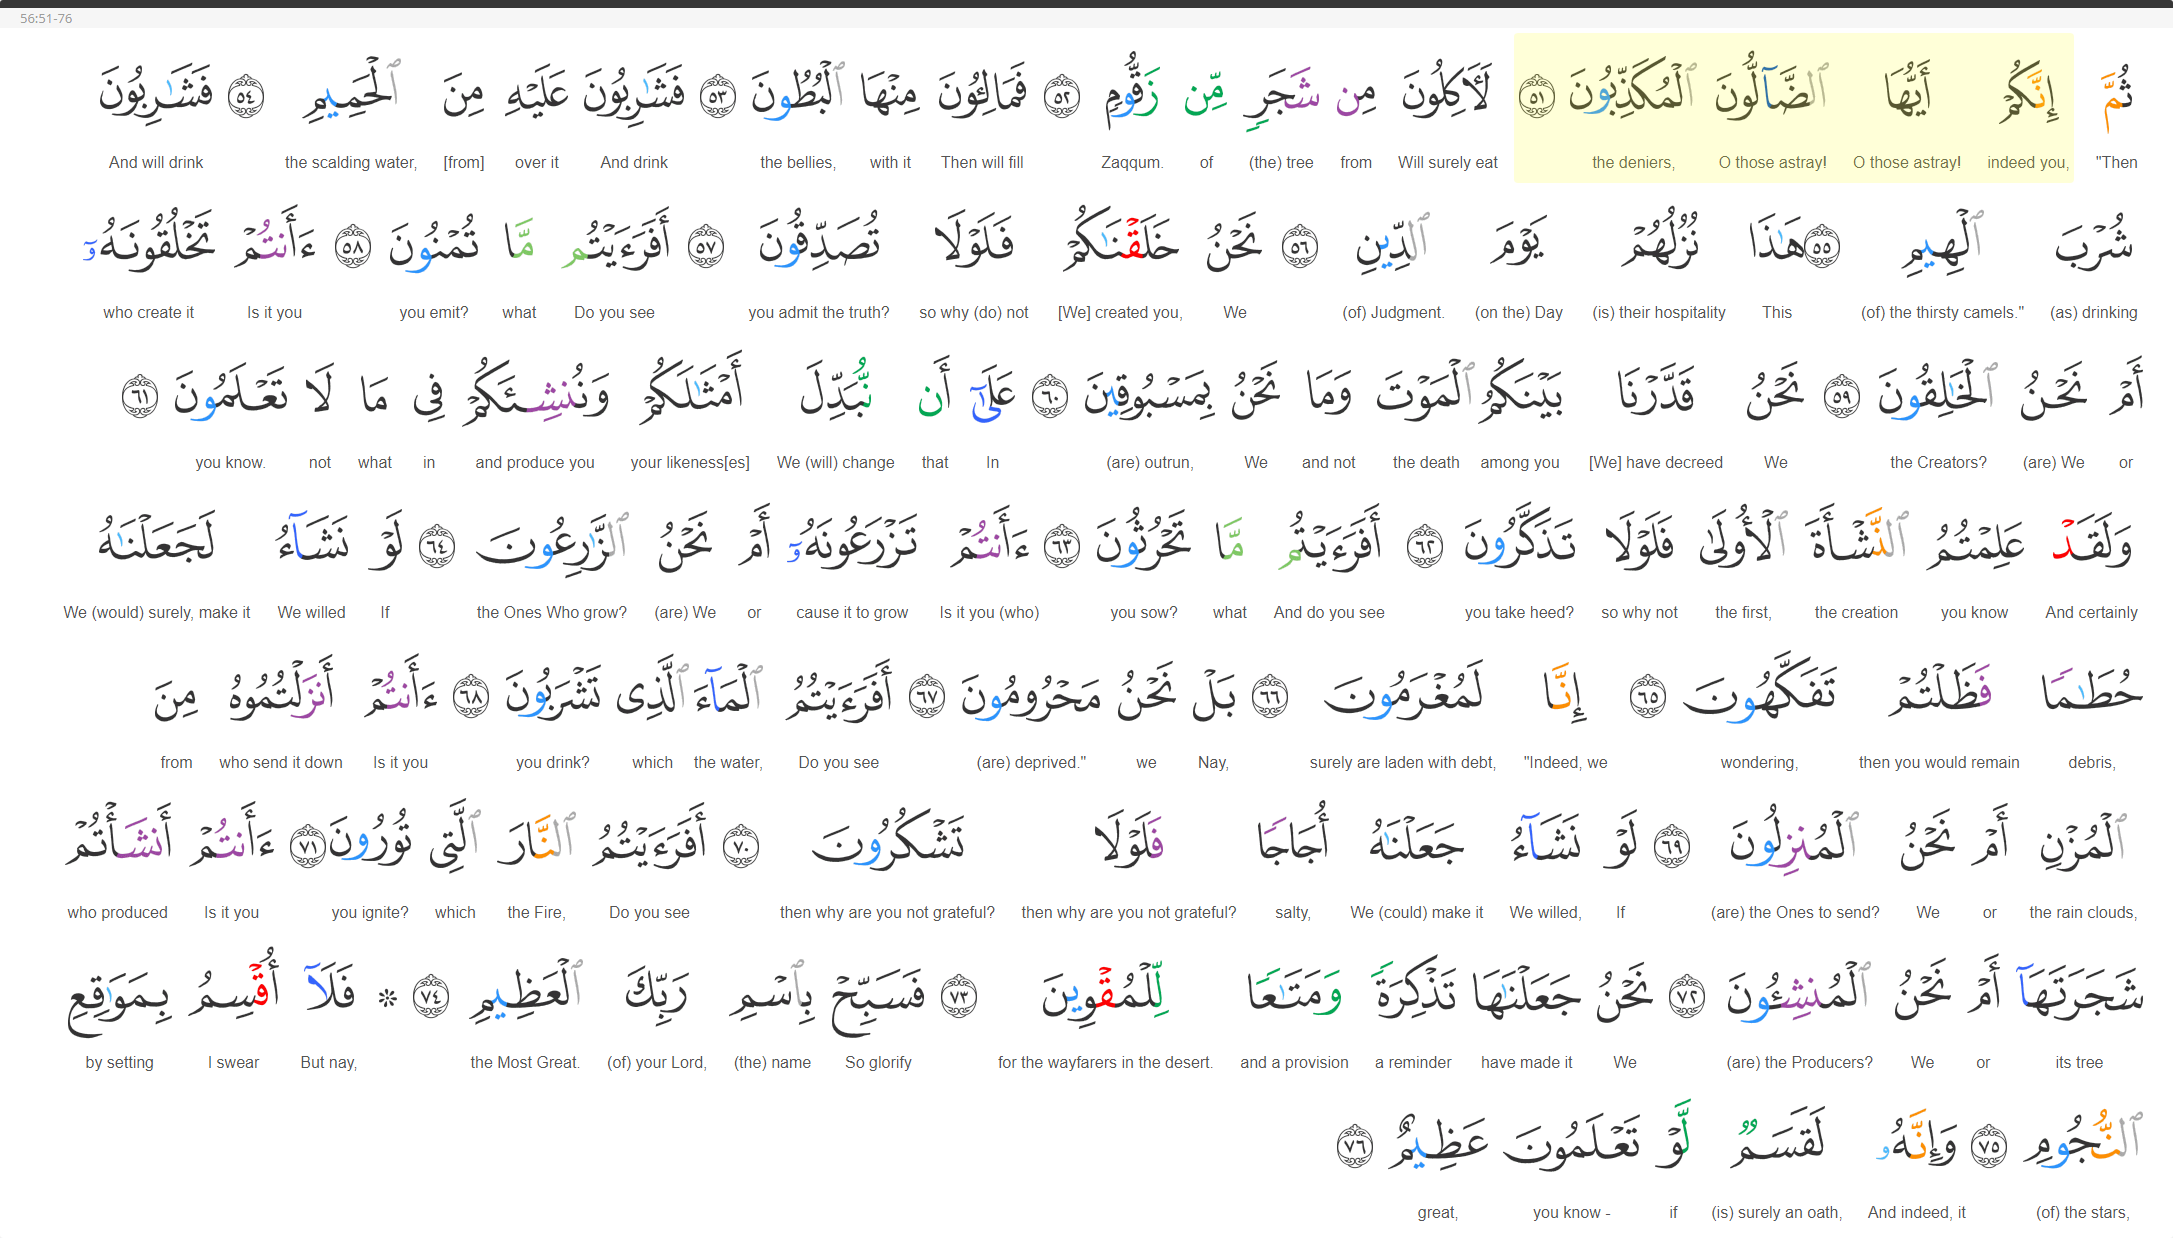 56:51-76
ثُمَّ إِنَّكُمْ أَيُّهَا ٱلضَّآلُّونَ ٱلْمُكَذِّبُونَ ٥١ لَـَٔاكِلُونَ مِن شَجَرٍ مِّن زَقُّومٍ ٥٢ فَمَالِـُٔونَ مِنْهَا ٱلْبُطُونَ ٥٣ فَشَٰرِبُونَ عَلَيْهِ مِنَ ٱلْحَمِيمِ ٥٤ فَشَٰرِبُونَ
"Then indeed you, O those astray! O those astray! the deniers, Will surely eat from (the) tree of Zaqqum. Then will fill with it the bellies, And drink over it [from] the scalding water, And will drink
شُرْبَ ٱلْهِيمِ ٥٥ هَٰذَا نُزُلُهُمْ يَوْمَ ٱلدِّينِ ٥٦ نَحْنُ خَلَقْنَٰكُمْ فَلَوْلَا تُصَدِّقُونَ ٥٧ أَفَرَءَيْتُم مَّا تُمْنُونَ ٥٨ ءَأَنتُمْ تَخْلُقُونَهُۥٓ
(as) drinking (of) the thirsty camels." This (is) their hospitality (on the) Day (of) Judgment. We [We] created you, so why (do) not you admit the truth? Do you see what you emit? Is it you who create it
أَمْ نَحْنُ ٱلْخَٰلِقُونَ ٥٩ نَحْنُ قَدَّرْنَا بَيْنَكُمُ ٱلْمَوْتَ وَمَا نَحْنُ بِمَسْبُوقِينَ ٦٠ عَلَىٰٓ أَن نُّبَدِّلَ أَمْثَٰلَكُمْ وَنُنشِئَكُمْ فِى مَا لَا تَعْلَمُونَ ٦١
or (are) We the Creators? We [We] have decreed among you the death and not We (are) outrun, In that We (will) change your likeness[es] and produce you in what not you know.
وَلَقَدْ عَلِمْتُمُ ٱلنَّشْأَةَ ٱلْأُولَىٰ فَلَوْلَا تَذَكَّرُونَ ٦٢ أَفَرَءَيْتُم مَّا تَحْرُثُونَ ٦٣ ءَأَنتُمْ تَزْرَعُونَهُۥٓ أَمْ نَحْنُ ٱلزَّٰرِعُونَ ٦٤ لَوْ نَشَآءُ لَجَعَلْنَٰهُ
And certainly you know the creation the first, so why not you take heed? And do you see what you sow? Is it you (who) cause it to grow or (are) We the Ones Who grow? If We willed We (would) surely, make it
حُطَٰمًا فَظَلْتُمْ تَفَكَّهُونَ ٦٥ إِنَّا لَمُغْرَمُونَ ٦٦ بَلْ نَحْنُ مَحْرُومُونَ ٦٧ أَفَرَءَيْتُمُ ٱلْمَآءَ ٱلَّذِى تَشْرَبُونَ ٦٨ ءَأَنتُمْ أَنزَلْتُمُوهُ مِنَ
debris, then you would remain wondering, "Indeed, we surely are laden with debt, Nay, we (are) deprived." Do you see the water, which you drink? Is it you who send it down from
ٱلْمُزْنِ أَمْ نَحْنُ ٱلْمُنزِلُونَ ٦٩ لَوْ نَشَآءُ جَعَلْنَٰهُ أُجَاجًا فَلَوْلَا تَشْكُرُونَ ٧٠ أَفَرَءَيْتُمُ ٱلنَّارَ ٱلَّتِى تُورُونَ ٧١ ءَأَنتُمْ أَنشَأْتُمْ
the rain clouds, or We (are) the Ones to send? If We willed, We (could) make it salty, then why are you not grateful? then why are you not grateful? Do you see the Fire, which you ignite? Is it you who produced
شَجَرَتَهَآ أَمْ نَحْنُ ٱلْمُنشِـُٔونَ ٧٢ نَحْنُ جَعَلْنَٰهَا تَذْكِرَةً وَمَتَٰعًا لِّلْمُقْوِينَ ٧٣ فَسَبِّحْ بِٱسْمِ رَبِّكَ ٱلْعَظِيمِ ٧٤ ۞ فَلَآ أُقْسِمُ بِمَوَٰقِعِ
its tree or We (are) the Producers? We have made it a reminder and a provision for the wayfarers in the desert. So glorify (the) name (of) your Lord, the Most Great. But nay, I swear by setting
ٱلنُّجُومِ ٧٥ وَإِنَّهُۥ لَقَسَمٌ لَّوْ تَعْلَمُونَ عَظِيمٌ ٧٦
(of) the stars, And indeed, it (is) surely an oath, if you know - great,